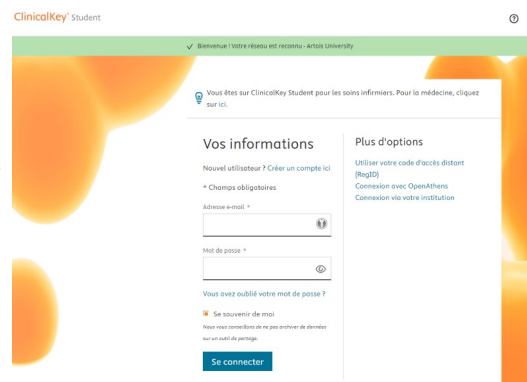 ClinicalKey® Student
Bienvenue ! Votre réseau est reconnu - Artois University
Vous êtes sur ClinicalKey Student pour les soins infirmiers. Pour la médecine, cliquez
sur ici.
Vos informations
Nouvel utilisateur ? Créer un compte ici
* Champs obligatoires
Adresse e-mail *
Mot de passe *
Vous avez oublié votre mot de passe ?
Se souvenir de moi
Nous vous conseillons de ne pas archiver de données
sur un outil de partage.
Se connecter
Plus d'options
Utiliser votre code d'accès distant
(RegID)
Connexion avec OpenAthens
Connexion via votre institution